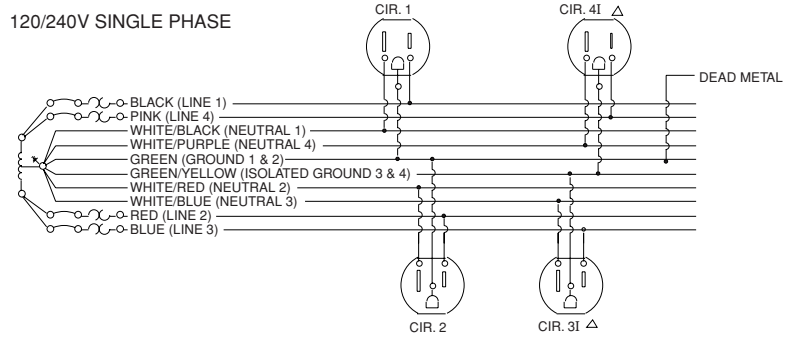 CIR. 1
CIR. 4I △
120/240V SINGLE PHASE
DEAD METAL
BLACK (LINE 1)
PINK (LINE 4)
WHITE/BLACK (NEUTRAL 1)
WHITE/PURPLE (NEUTRAL 4)
GREEN (GROUND 1 & 2)
GREEN/YELLOW (ISOLATED GROUND 3 & 4)
WHITE/RED (NEUTRAL 2)
WHITE/BLUE (NEUTRAL 3)
RED (LINE 2)
BLUE (LINE 3)
CIR. 2
CIR. 3I △